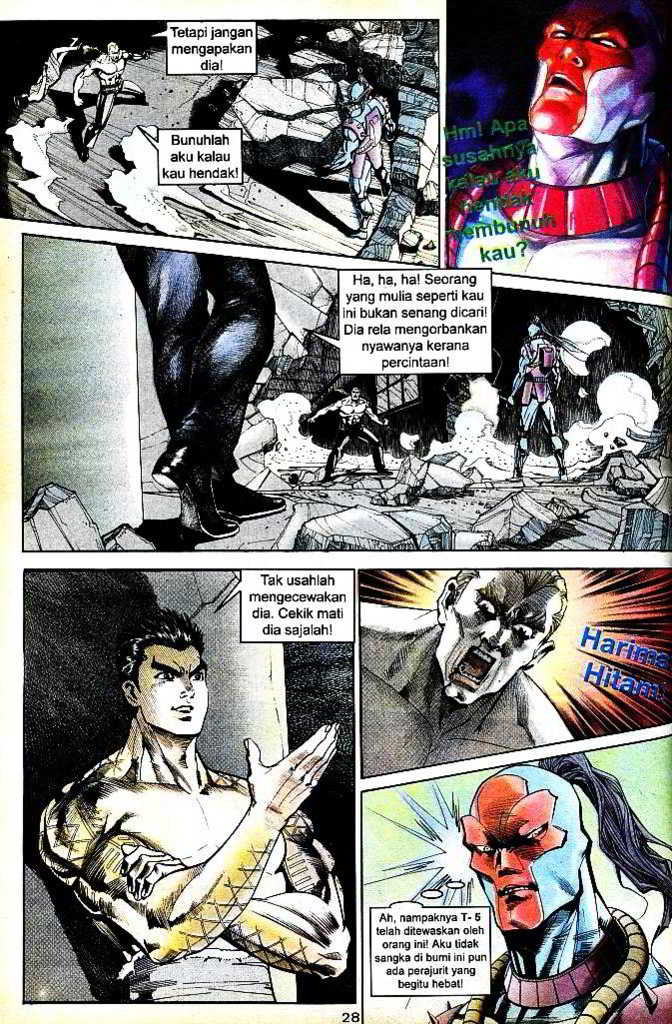 Tetapi jangan
mengapakan
dia!
Bunuhlah
aku kalau
kau hendak!
Hm! Apa
susahnya
kalau aku
hendak
membunuh
kau?
Ha, ha, ha! Seorang
yang mulia seperti kau
ini bukan senang dicari!
Dia rela mengorbankan
nyawanya kerana
percintaan!
Tak usahlah
mengecewakan
dia. Cekik mati
dia sajalah!
Harima
Hitam
Ah, nampaknya T- 5
telah ditewaskan oleh
orang ini! Aku tidak
sangka di bumi ini pun
ada perajurit yang
begitu hebat!
28